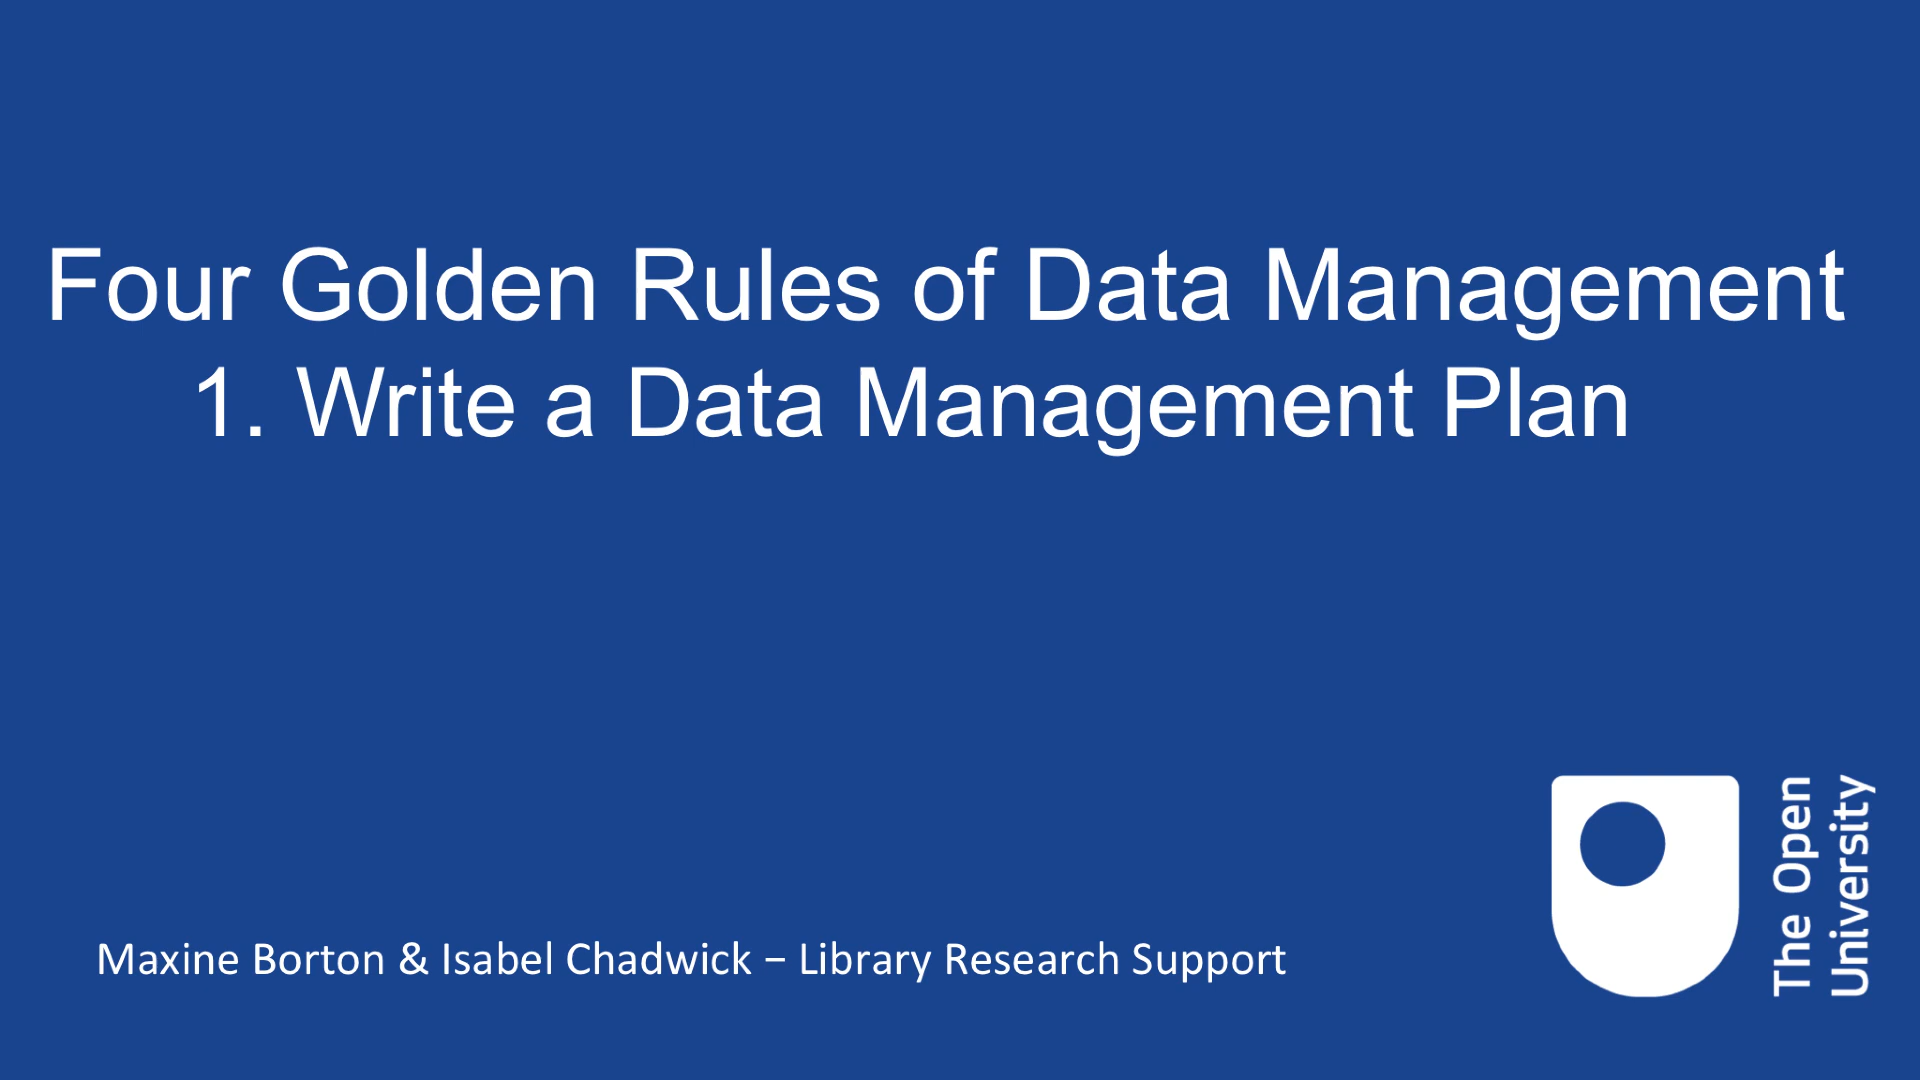 Four Golden Rules of Data Management
1. Write a Data Management Plan
Maxine Borton & Isabel Chadwick – Library Research Support
The Open
University